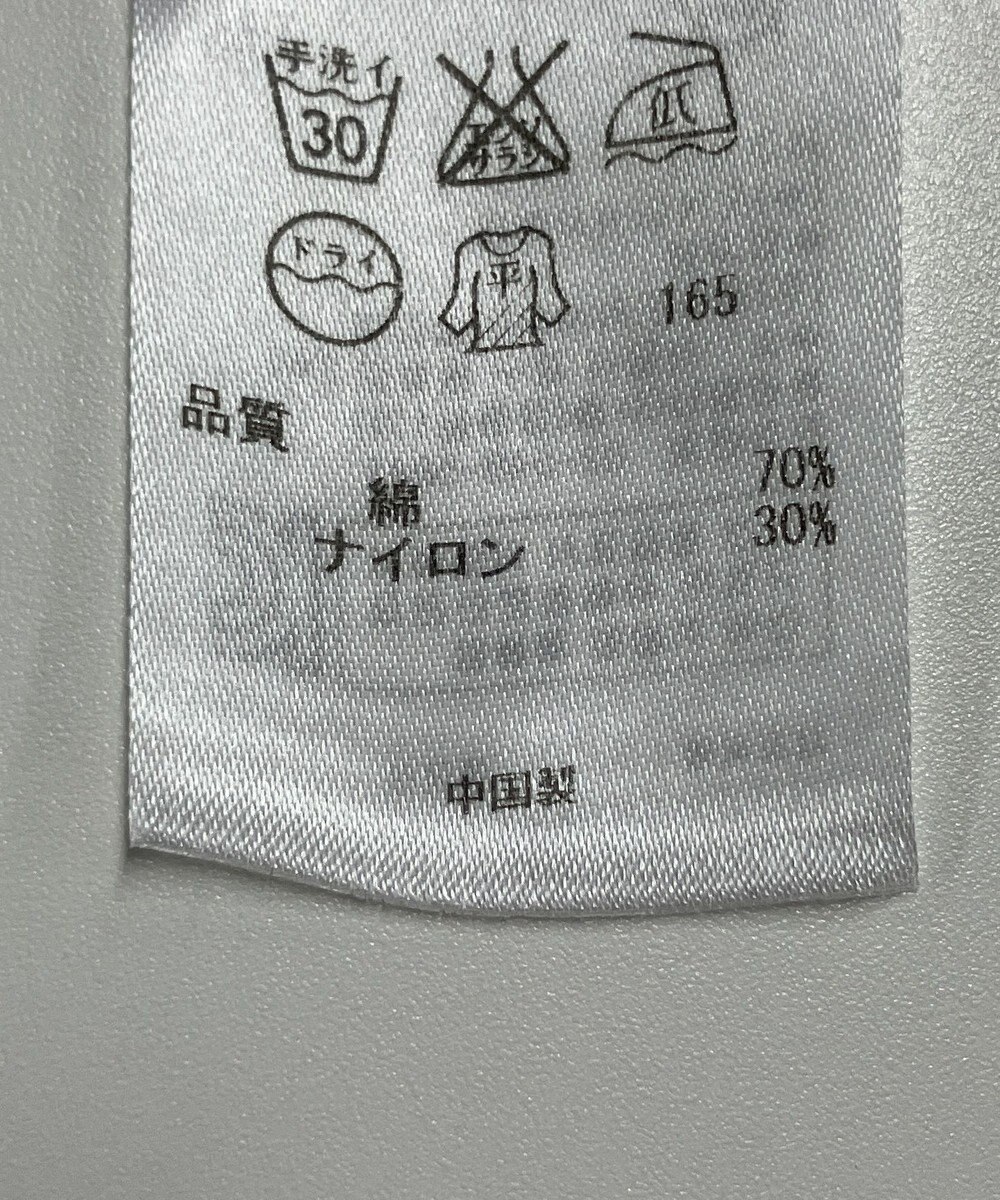 手洗イ
30
エンソ
サラシ
低
ドライ
平
165
品質
綿 70%
ナイロン 30%
中国製